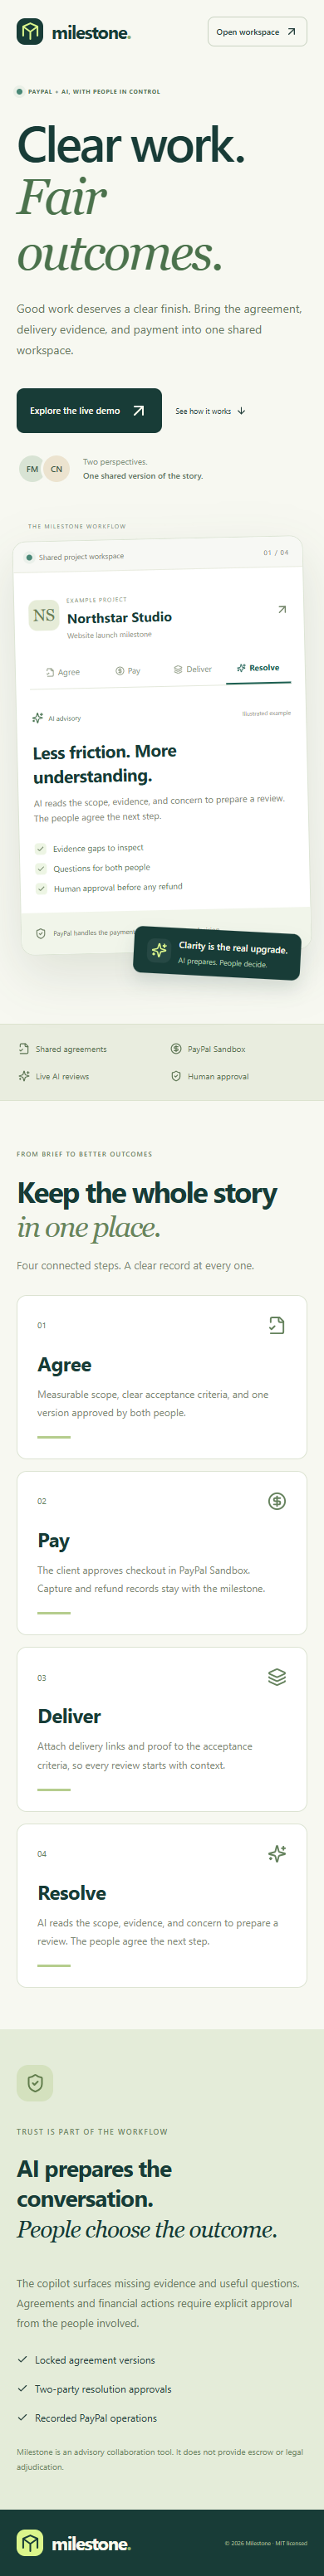 milestone.
Open workspace
PAYPAL + AI, WITH PEOPLE IN CONTROL
Clear work.
Fair
outcomes.
Good work deserves a clear finish. Bring the agreement,
delivery evidence, and payment into one shared
workspace.
Explore the live demo
See how it works
FM CN
Two perspectives.
One shared version of the story.
THE MILESTONE WORKFLOW
Shared project workspace
01 / 04
NS
EXAMPLE PROJECT
Northstar Studio
Website launch milestone
Agree
Pay
Deliver
Resolve
AI advisory
Illustrated example
Less friction. More
understanding.
AI reads the scope, evidence, and concern to prepare a review.
The people agree the next step.
Evidence gaps to inspect
Questions for both people
Human approval before any refund
PayPal handles the
Clarity is the real upgrade.
AI prepares. People decide.
Shared agreements
PayPal Sandbox
Live AI reviews
Human approval
FROM BRIEF TO BETTER OUTCOMES
Keep the whole story
in one place.
Four connected steps. A clear record at every one.
01
Agree
Measurable scope, clear acceptance criteria, and one
version approved by both people.
02
Pay
The client approves checkout in PayPal Sandbox.
Capture and refund records stay with the milestone.
03
Deliver
Attach delivery links and proof to the acceptance
criteria, so every review starts with context.
04
Resolve
AI reads the scope, evidence, and concern to prepare a
review. The people agree the next step.
TRUST IS PART OF THE WORKFLOW
AI prepares the
conversation.
People choose the outcome.
The copilot surfaces missing evidence and useful questions.
Agreements and financial actions require explicit approval
from the people involved.
Locked agreement versions
Two-party resolution approvals
Recorded PayPal operations
Milestone is an advisory collaboration tool. It does not provide escrow or legal
adjudication.
milestone.
© 2026 Milestone · MIT licensed